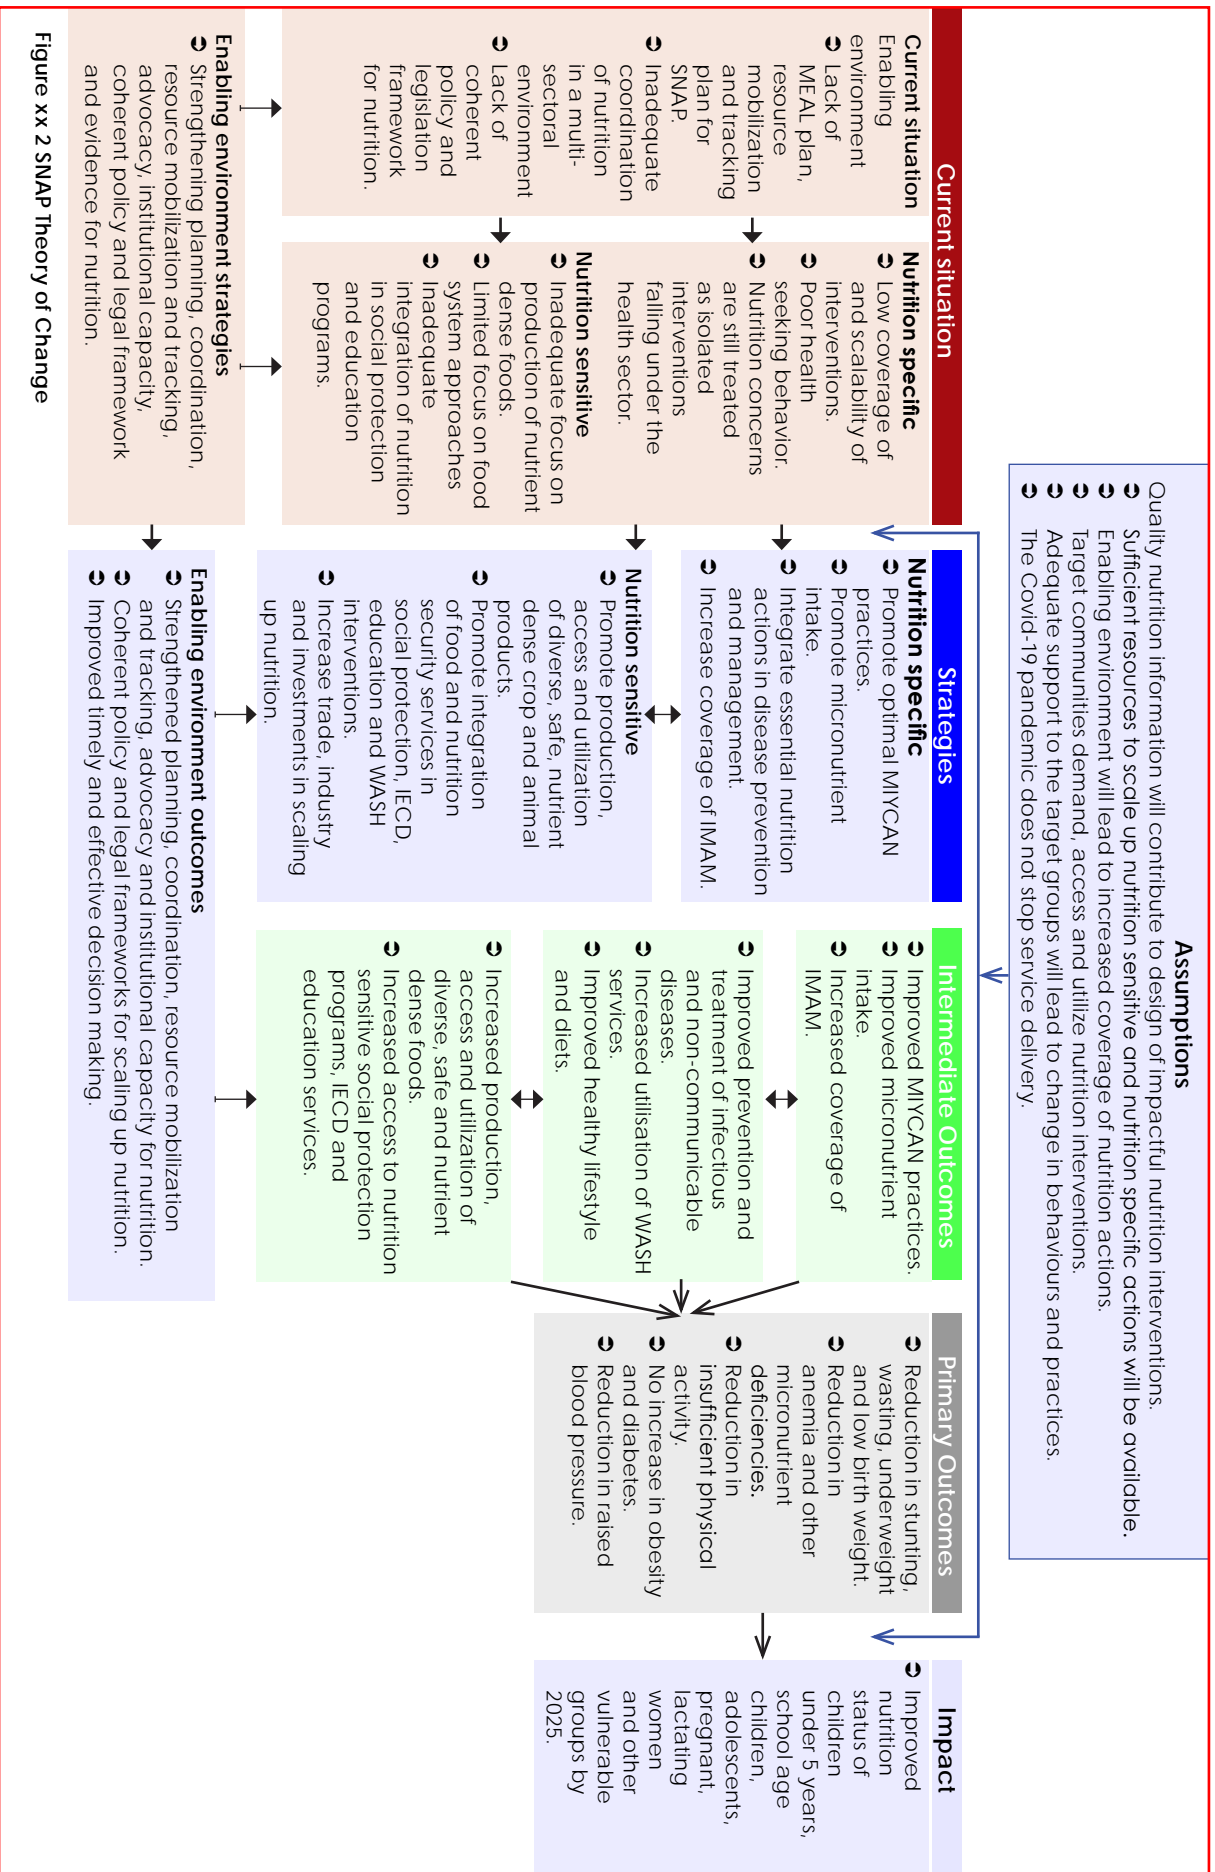 Assumptions
Quality nutrition information will contribute to design of impactful nutrition interventions.
Sufficient resources to scale up nutrition sensitive and nutrition specific actions will be available.
Enabling environment will lead to increased coverage of nutrition actions.
Target communities demand, access and utilize nutrition interventions.
Adequate support to the target groups will lead to change in behaviours and practices.
The Covid-19 pandemic does not stop service delivery.
Current situation
Current situation
Enabling
environment
Lack of
MEAL plan,
resource
mobilization
and tracking
plan for
SNAP.
Inadequate
coordination
of nutrition
in a multi-
sectoral
environment
Lack of
coherent
policy and
legislation
framework
for nutrition.
Nutrition specific
Low coverage of
and scalability of
interventions.
Poor health
seeking behavior.
Nutrition concerns
are still treated
as isolated
interventions
falling under the
health sector.
Nutrition sensitive
Inadequate focus on
production of nutrient
dense foods.
Limited focus on food
system approaches
Inadequate
integration of nutrition
in social protection
and education
programs.
Strategies
Nutrition specific
Promote optimal MIYCAN
practices.
Promote micronutrient
intake.
Integrate essential nutrition
actions in disease prevention
and management.
Increase coverage of IMAM.
Nutrition sensitive
Promote production,
access and utilization
of diverse, safe, nutrient
dense crop and animal
products.
Promote integration
of food and nutrition
security services in
social protection, IECD,
education and WASH
interventions.
Increase trade, industry
and investments in scaling
up nutrition.
Intermediate Outcomes
Improved MIYCAN practices.
Improved micronutrient
intake.
Increased coverage of
IMAM.
Improved prevention and
treatment of infectious
and non-communicable
diseases.
Increased utilisation of WASH
services.
Improved healthy lifestyle
and diets.
Increased production,
access and utilization of
diverse, safe and nutrient
dense foods.
Increased access to nutrition
sensitive social protection
programs, IECD and
education services.
Primary Outcomes
Reduction in stunting,
wasting, underweight
and low birth weight.
Reduction in
anemia and other
micronutrient
deficiencies.
Reduction in
insufficient physical
activity.
No increase in obesity
and diabetes.
Reduction in raised
blood pressure.
Impact
Improved
nutrition
status of
children
under 5 years,
school age
children,
adolescents,
pregnant,
lactating
women
and other
vulnerable
groups by
2025.
Enabling environment strategies
Strengthening planning, coordination,
resource mobilization and tracking,
advocacy, institutional capacity,
coherent policy and legal framework
and evidence for nutrition.
Enabling environment outcomes
Strengthened planning, coordination, resource mobilization
and tracking, advocacy and institutional capacity for nutrition.
Coherent policy and legal frameworks for scaling up nutrition.
Improved timely and effective decision making.
Figure xx 2 SNAP Theory of Change